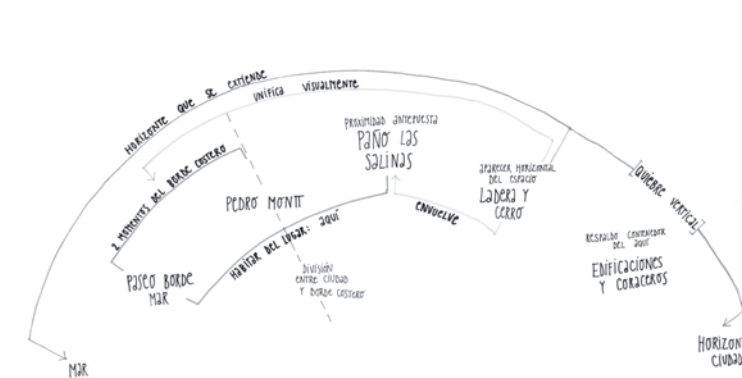 HORIZONTE QUE SE EXTIENDE
UNIFICA VISUALMENTE
2 MOMENTOS DEL BORDE COSTERO
PROXIMIDAD ANTEPUESTA
PAÑO LAS
SALINAS
APARECER HORIZONTAL
DEL ESPACIO
LADERA Y
CERRO
QUIEBRE VERTICAL
PEDRO MONTT
HABITAR DEL LUGAR: AQUÍ
ENVUELVE
RESPALDO CONTENEDOR
DEL AQUÍ
EDIFICACIONES
Y CORACEROS
PASEO BORDE
MAR
DIVISIÓN
ENTRE CIUDAD
Y BORDE COSTERO
MAR
HORIZON
CIUDAD